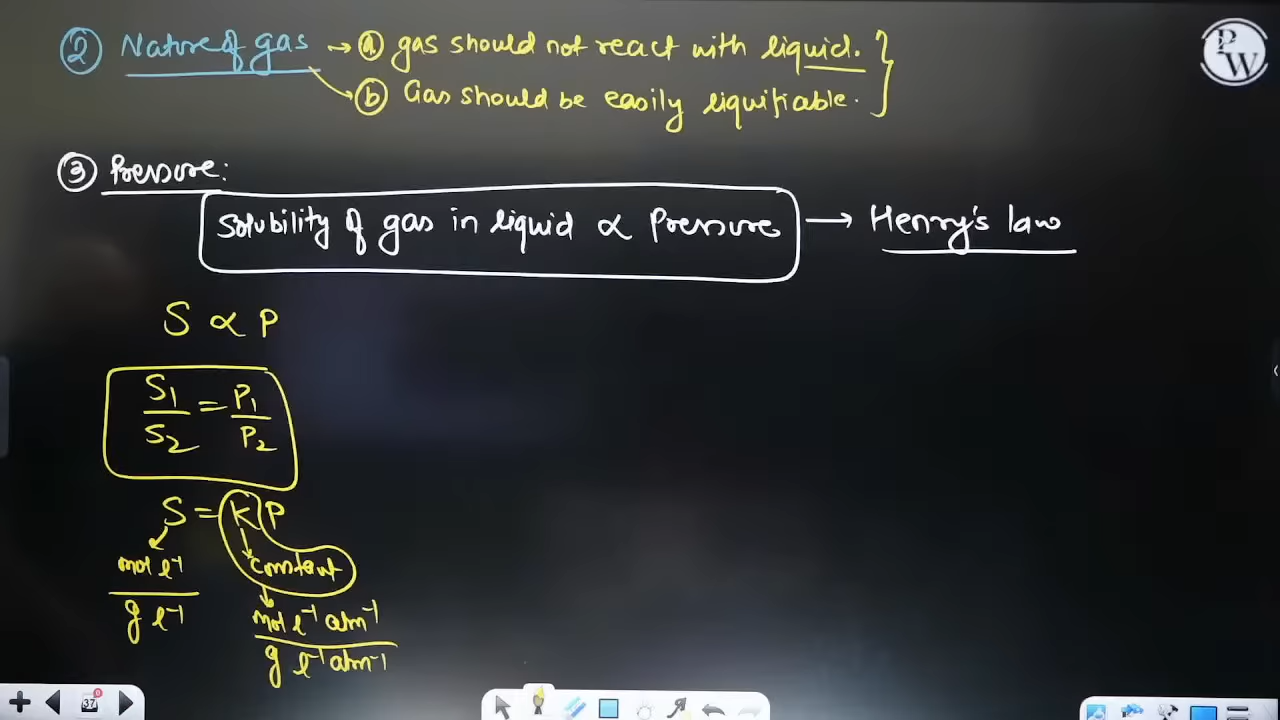 ② Nature of gas → ⓐ gas should not react with liquid.
ⓑ Gas should be easily liquifiable.
③ Pressure:
Solubility of gas in liquid ∝ Pressure → Henry's law
S ∝ P
S₁/S₂ = P₁/P₂
S = K P
mol l⁻¹ constant
g l⁻¹ mol l⁻¹ atm⁻¹
g l⁻¹ atm⁻¹
PW
37